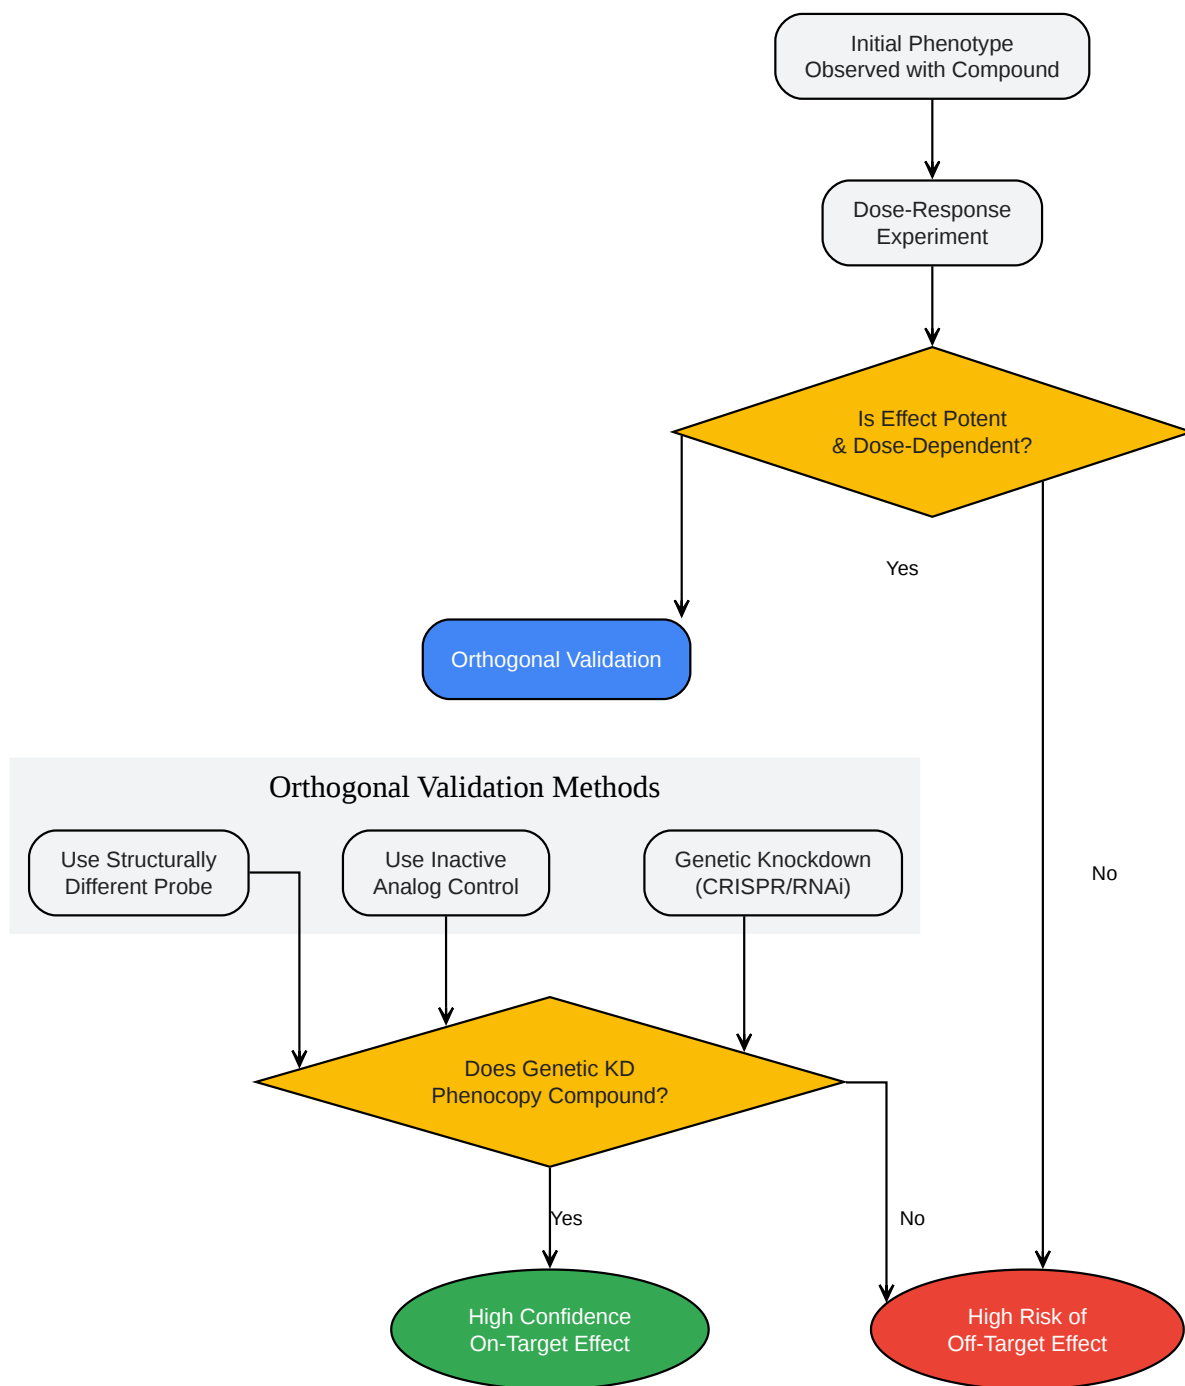 Initial Phenotype
Observed with Compound
Dose-Response
Experiment
Is Effect Potent
& Dose-Dependent?
Yes
Orthogonal Validation
Orthogonal Validation Methods
Use Structurally
Different Probe
Use Inactive
Analog Control
Genetic Knockdown
(CRISPR/RNAi)
No
Does Genetic KD
Phenocopy Compound?
Yes
No
High Confidence
On-Target Effect
High Risk of
Off-Target Effect